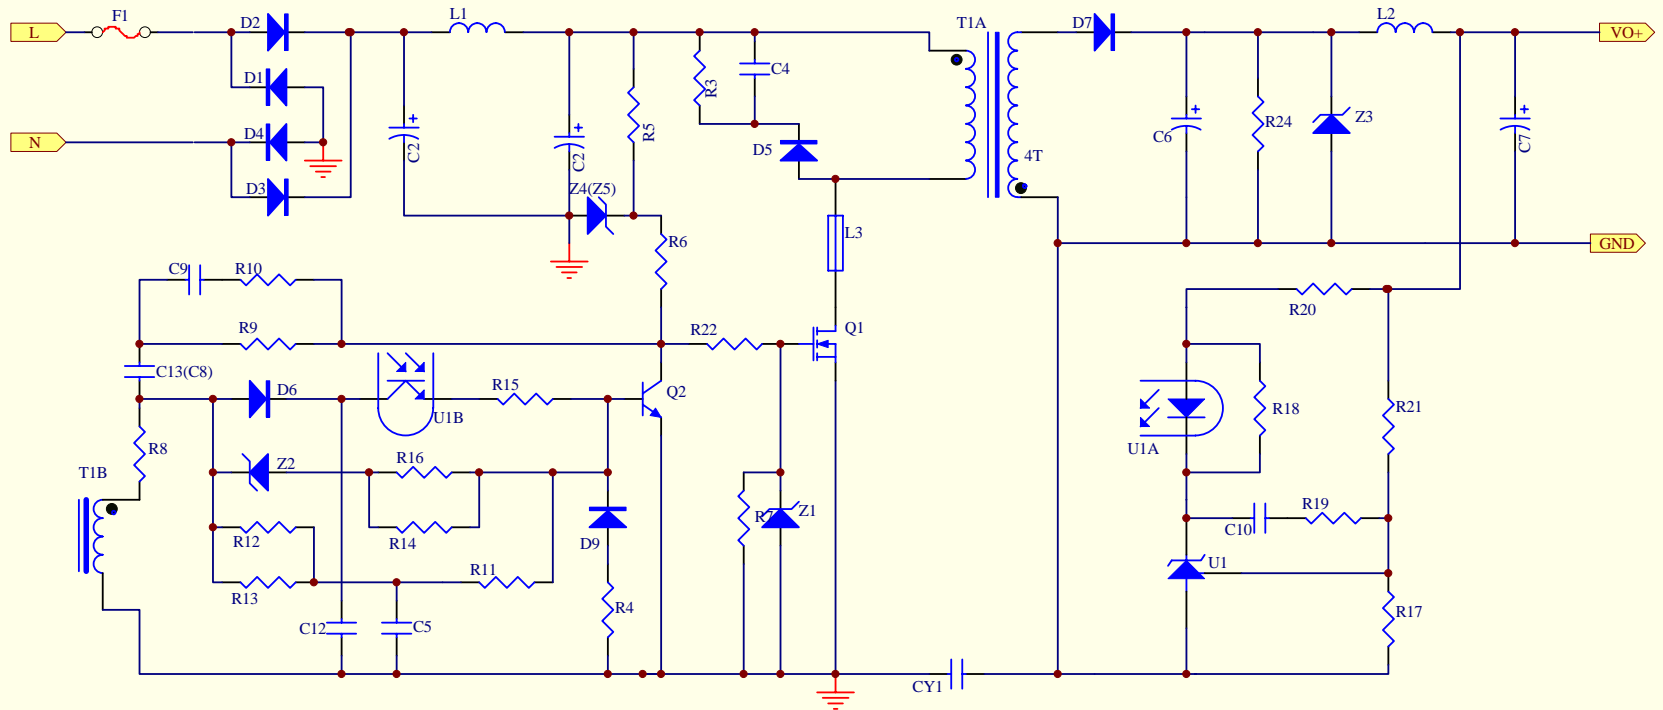 F1
D2
L1
T1A
D7
L2
L
VO+
D1
R3
C4
D4
R5
C2
C2
D5
C6
R24
Z3
C7
N
4T
D3
Z4(Z5)
R6
L3
GND
C9
R10
R20
R9
R22
Q1
C13(C8)
D6
R15
Q2
U1B
R18
R21
U1A
R8
T1B
Z2
R16
R7
Z1
C10
R19
R12
R14
D9
U1
R13
R11
R4
R17
C12
C5
CY1